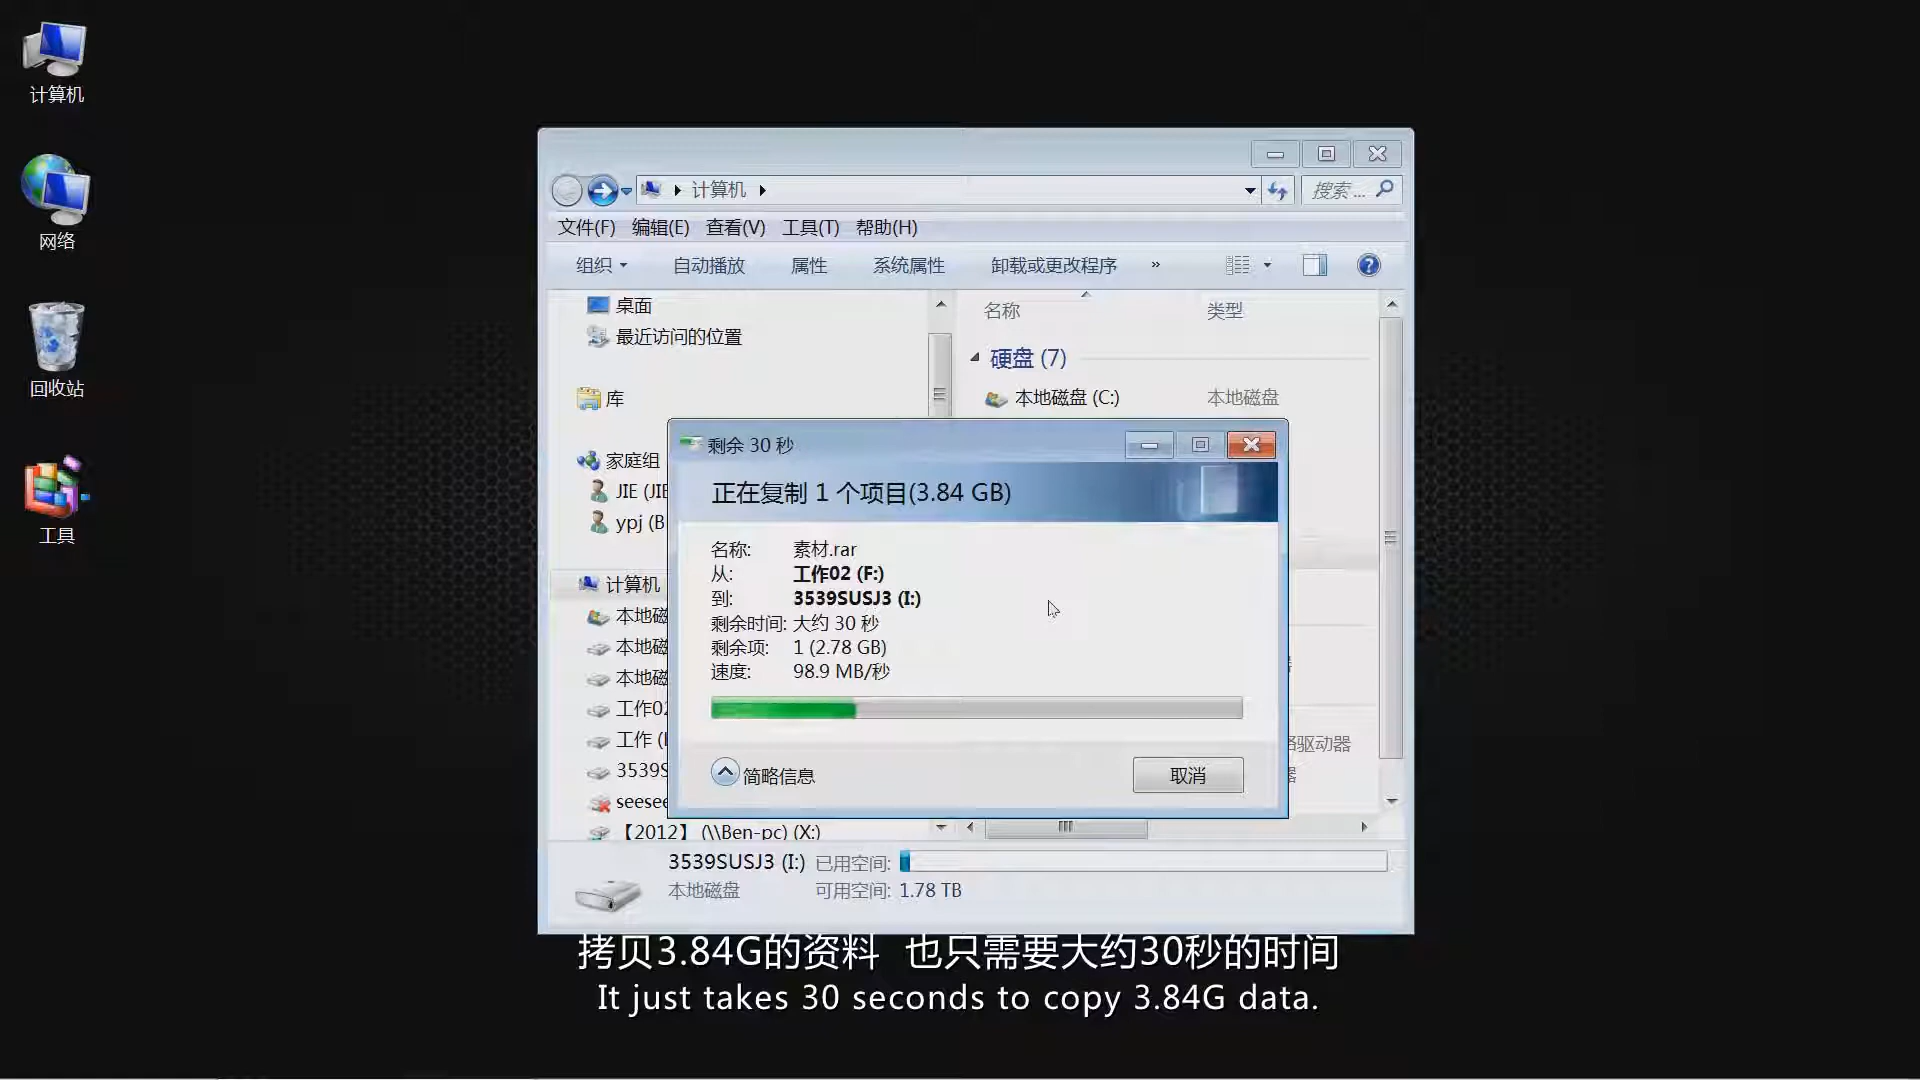 计算机
网络
回收站
工具
计算机
搜索 ...
文件(F) 编辑(E) 查看(V) 工具(T) 帮助(H)
组织 自动播放 属性 系统属性 卸载或更改程序 »
桌面
最近访问的位置
库
家庭组
JIE (JIE
ypj (B
计算机
本地磁
本地磁
本地磁
工作02
工作 (
3539S
seesee
【2012】 (\\Ben-pc) (X:)
名称 类型
硬盘 (7)
本地磁盘 (C:) 本地磁盘
驱动器
器
剩余 30 秒
正在复制 1 个项目(3.84 GB)
名称: 素材.rar
从: 工作02 (F:)
到: 3539SUSJ3 (I:)
剩余时间: 大约 30 秒
剩余项: 1 (2.78 GB)
速度: 98.9 MB/秒
简略信息 取消
3539SUSJ3 (I:) 已用空间:
本地磁盘 可用空间: 1.78 TB
拷贝3.84G的资料 也只需要大约30秒的时间
It just takes 30 seconds to copy 3.84G data.